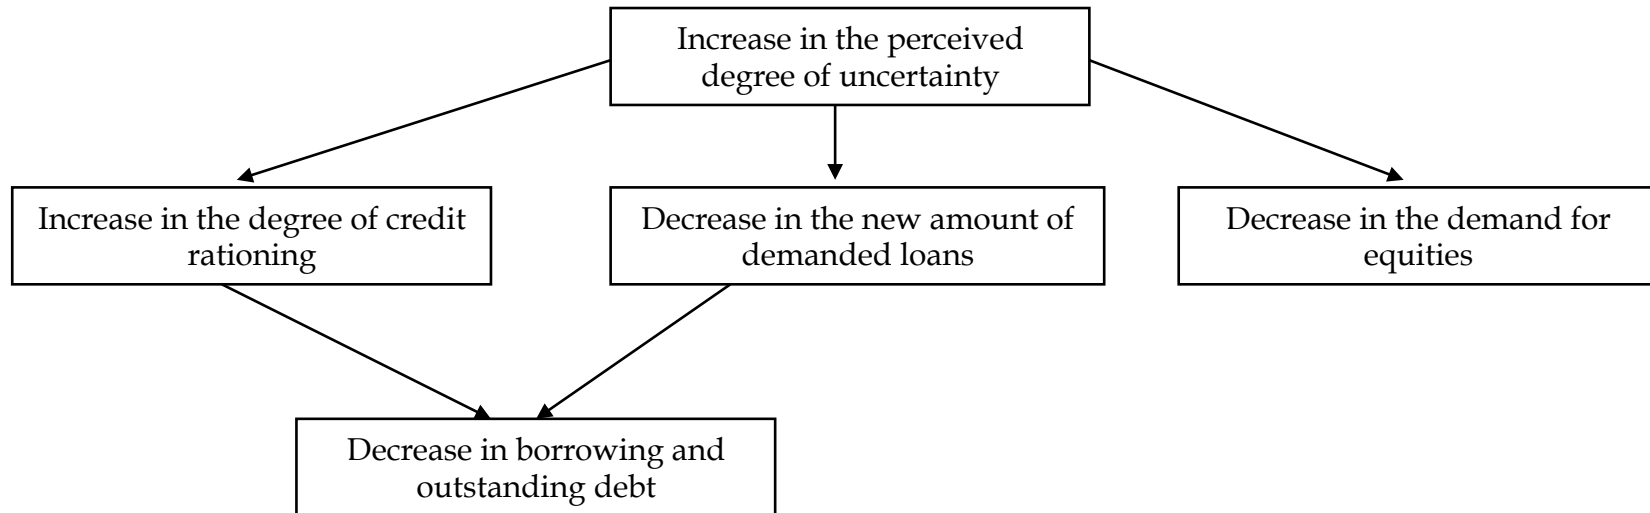 Increase in the perceived
degree of uncertainty
Increase in the degree of credit
rationing
Decrease in the new amount of
demanded loans
Decrease in the demand for
equities
Decrease in borrowing and
outstanding debt